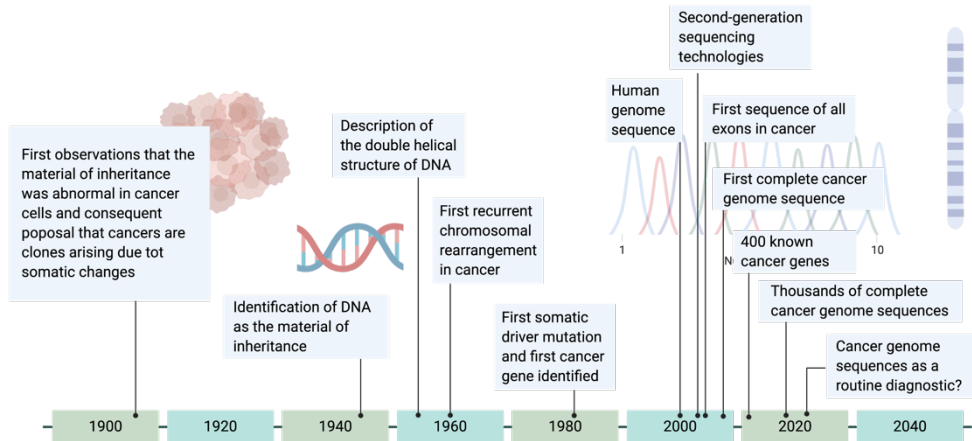 First observations that the
material of inheritance
was abnormal in cancer
cells and consequent
poposal that cancers are
clones arising due tot
somatic changes
Identification of DNA
as the material of
inheritance
Description of
the double helical
structure of DNA
First recurrent
chromosomal
rearrangement
in cancer
First somatic
driver mutation
and first cancer
gene identified
Human
genome
sequence
Second-generation
sequencing
technologies
First sequence of all
exons in cancer
First complete cancer
genome sequence
400 known
cancer genes
Thousands of complete
cancer genome sequences
Cancer genome
sequences as a
routine diagnostic?
1
10
1900
1920
1940
1960
1980
2000
2020
2040